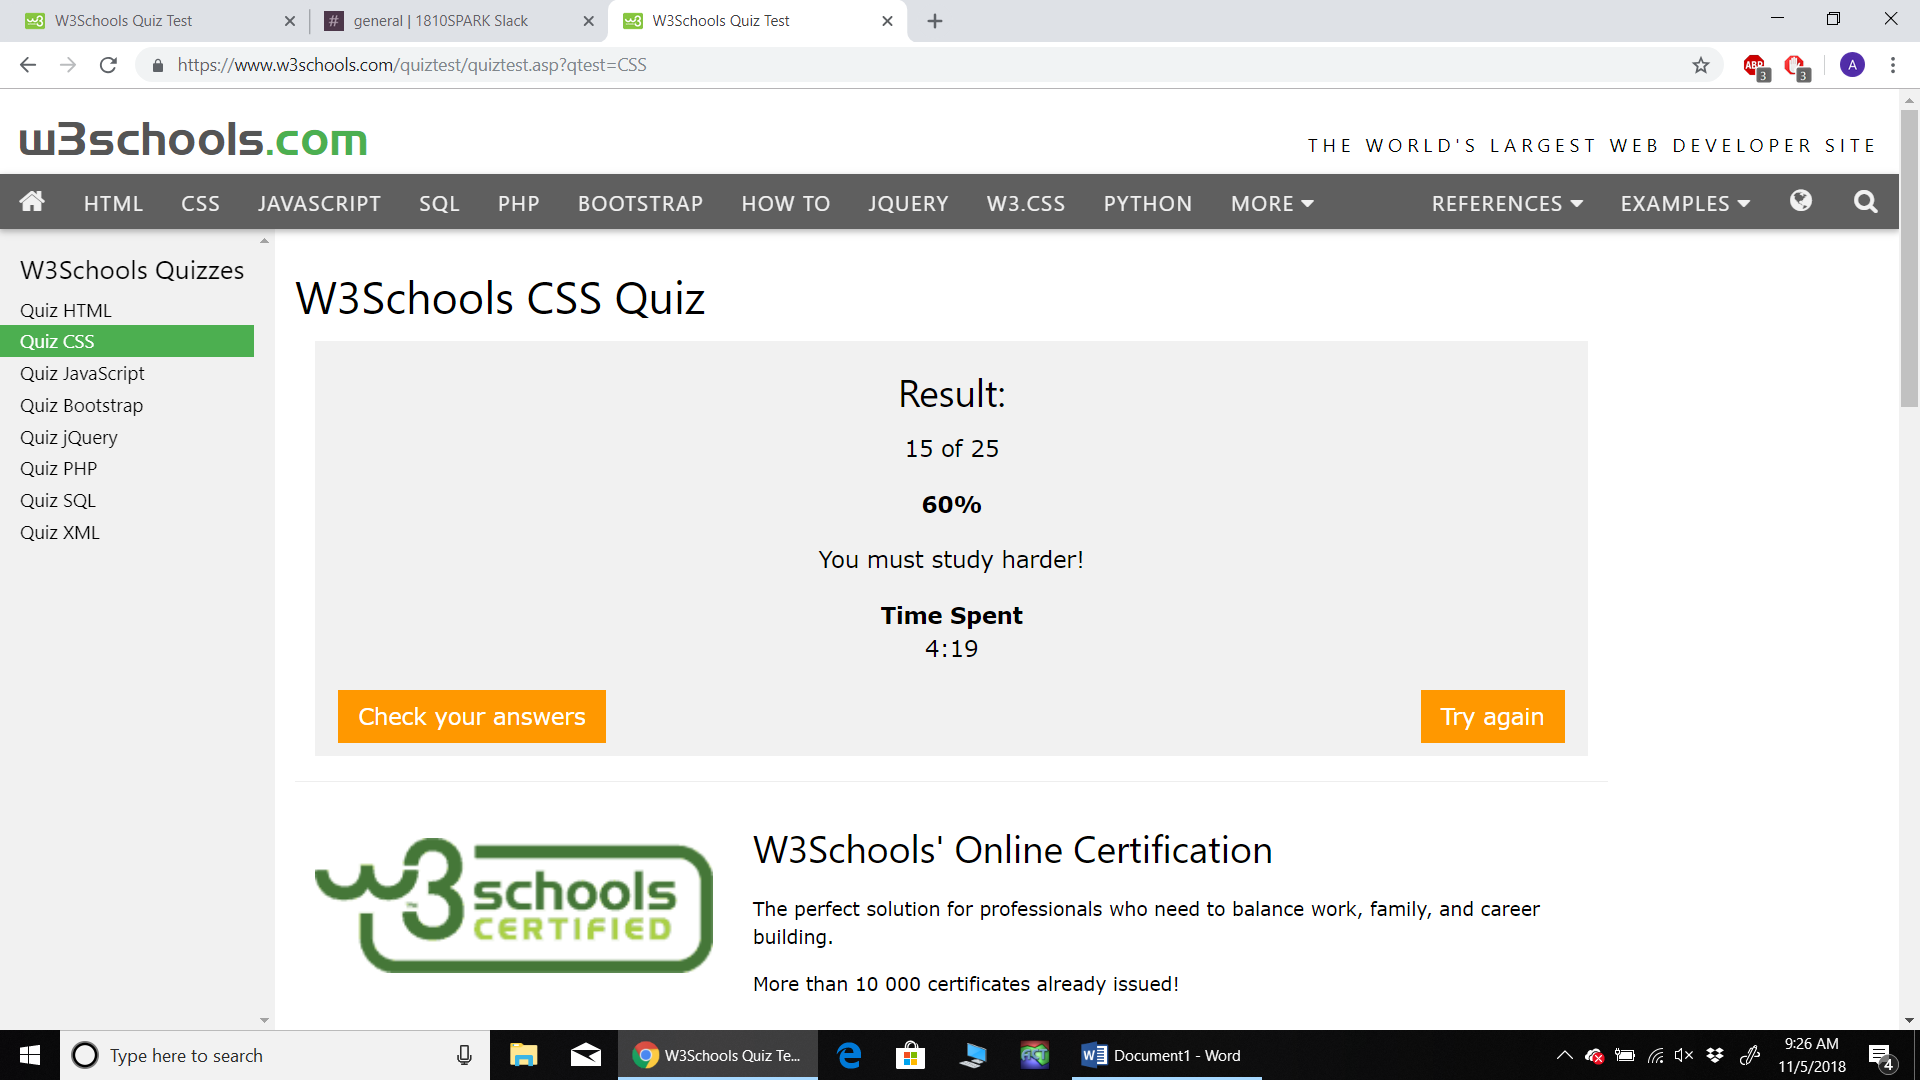 W3Schools Quiz Test
general | 1810SPARK Slack
W3Schools Quiz Test
https://www.w3schools.com/quiztest/quiztest.asp?qtest=CSS
ABP
3
3
A
w3schools.com
THE WORLD'S LARGEST WEB DEVELOPER SITE
HTML CSS JAVASCRIPT SQL PHP BOOTSTRAP HOW TO JQUERY W3.CSS PYTHON MORE REFERENCES EXAMPLES
W3Schools Quizzes
Quiz HTML
Quiz CSS
Quiz JavaScript
Quiz Bootstrap
Quiz jQuery
Quiz PHP
Quiz SQL
Quiz XML
W3Schools CSS Quiz
Result:
15 of 25
60%
You must study harder!
Time Spent
4:19
Check your answers
Try again
w3schools
CERTIFIED
W3Schools' Online Certification
The perfect solution for professionals who need to balance work, family, and career
building.
More than 10 000 certificates already issued!
Type here to search
W3Schools Quiz Te...
ACT
Document1 - Word
9:26 AM
11/5/2018
4